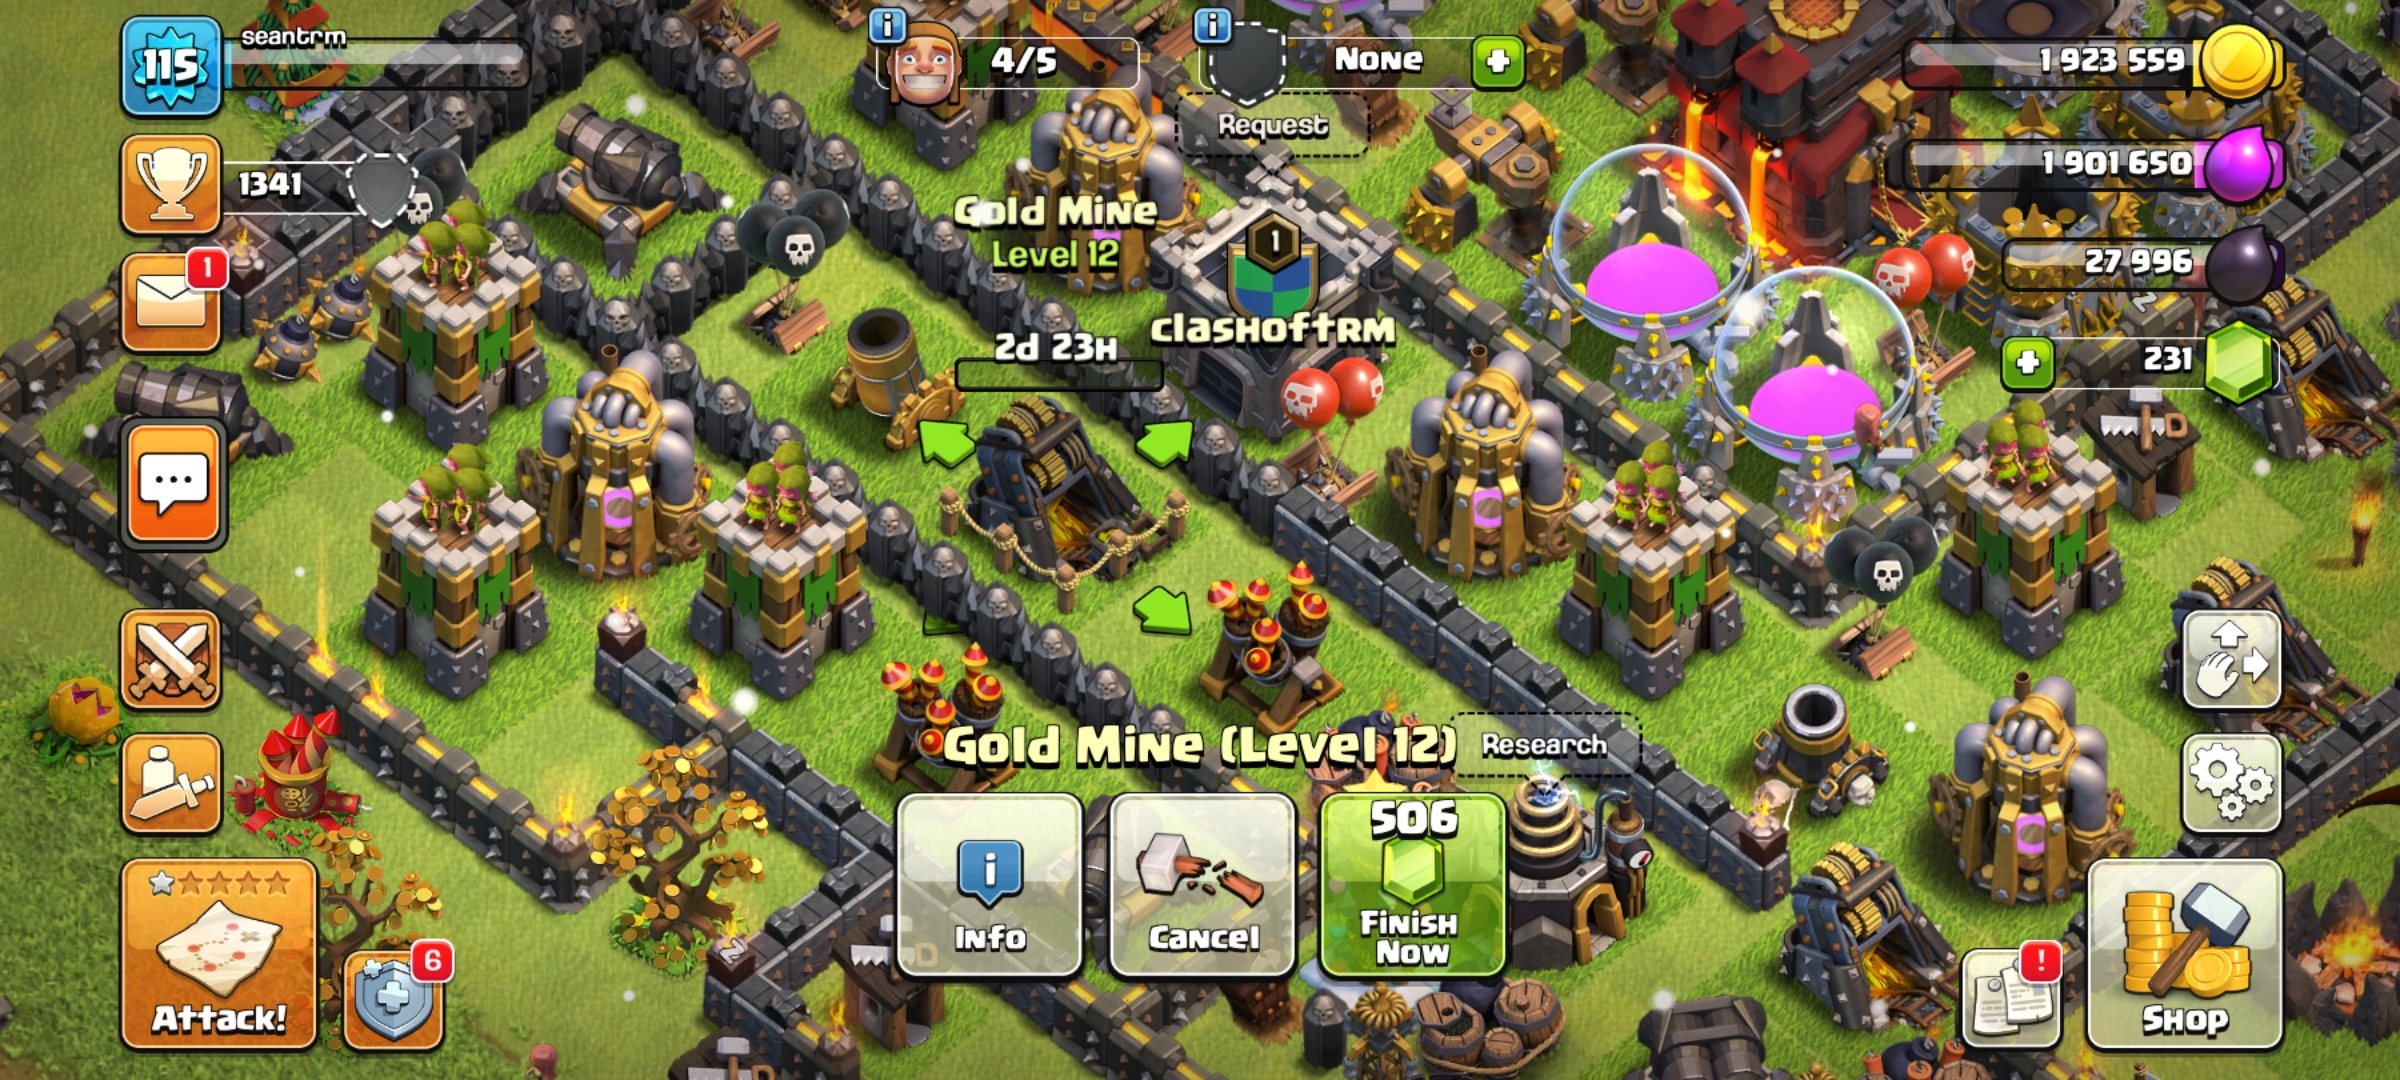 115
seantrm
4/5
None
1 923 559
Request
1341
1 901 650
Gold Mine
Level 12
1
1
27 996
clashoftrm
2d 23h
231
Gold Mine (Level 12)
Research
506
Info
Cancel
Finish
Now
6
!
Attack!
Shop